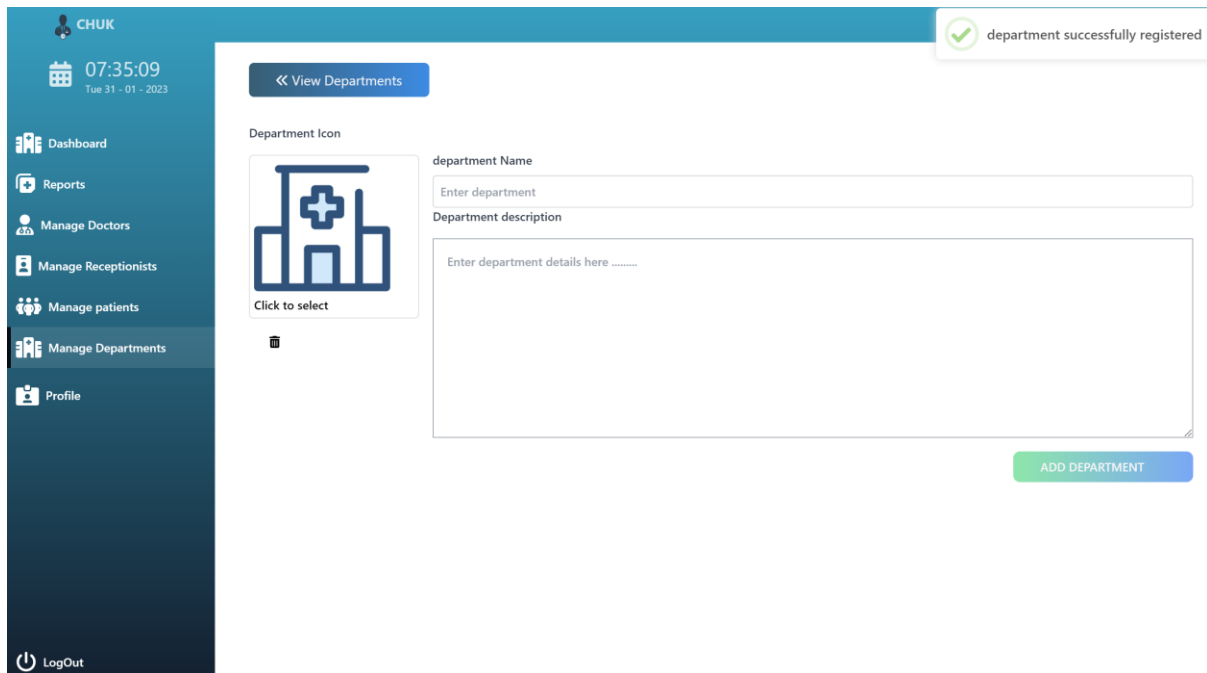 CHUK
department successfully registered
07:35:09
Tue 31 - 01 - 2023
View Departments
Dashboard
Reports
Manage Doctors
Manage Receptionists
Manage patients
Manage Departments
Profile
LogOut
Department Icon
Click to select
department Name
Enter department
Department description
Enter department details here .........
ADD DEPARTMENT